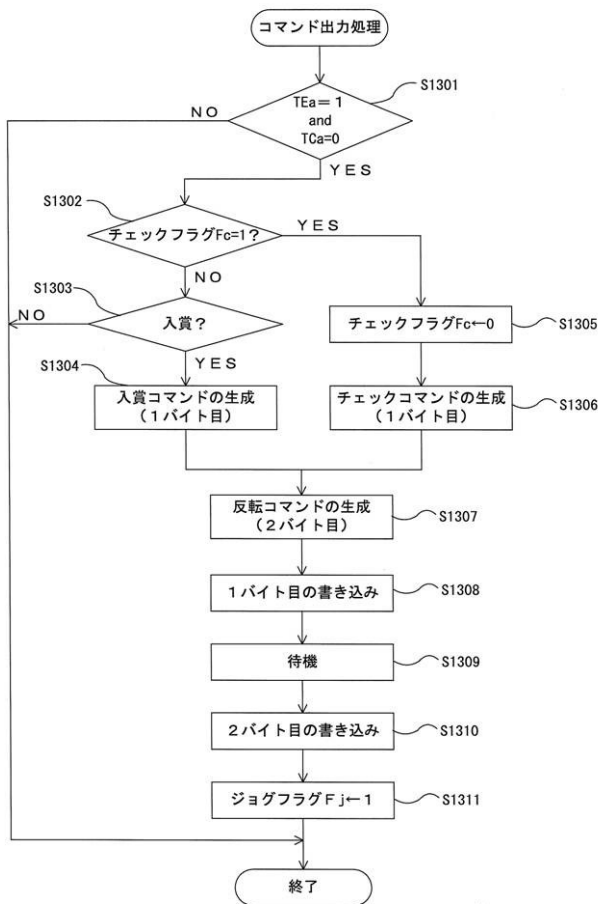 コマンド出力処理
S1301
TEa=1
and
TCa=0
NO
YES
S1302
チェックフラグFc=1?
YES
NO
S1303
NO
入賞?
チェックフラグFc←0
S1305
YES
S1304
入賞コマンドの生成
(1バイト目)
チェックコマンドの生成
(1バイト目)
S1306
反転コマンドの生成
(2バイト目)
S1307
1バイト目の書き込み
S1308
待機
S1309
2バイト目の書き込み
S1310
ジョグフラグFj←1
S1311
終了